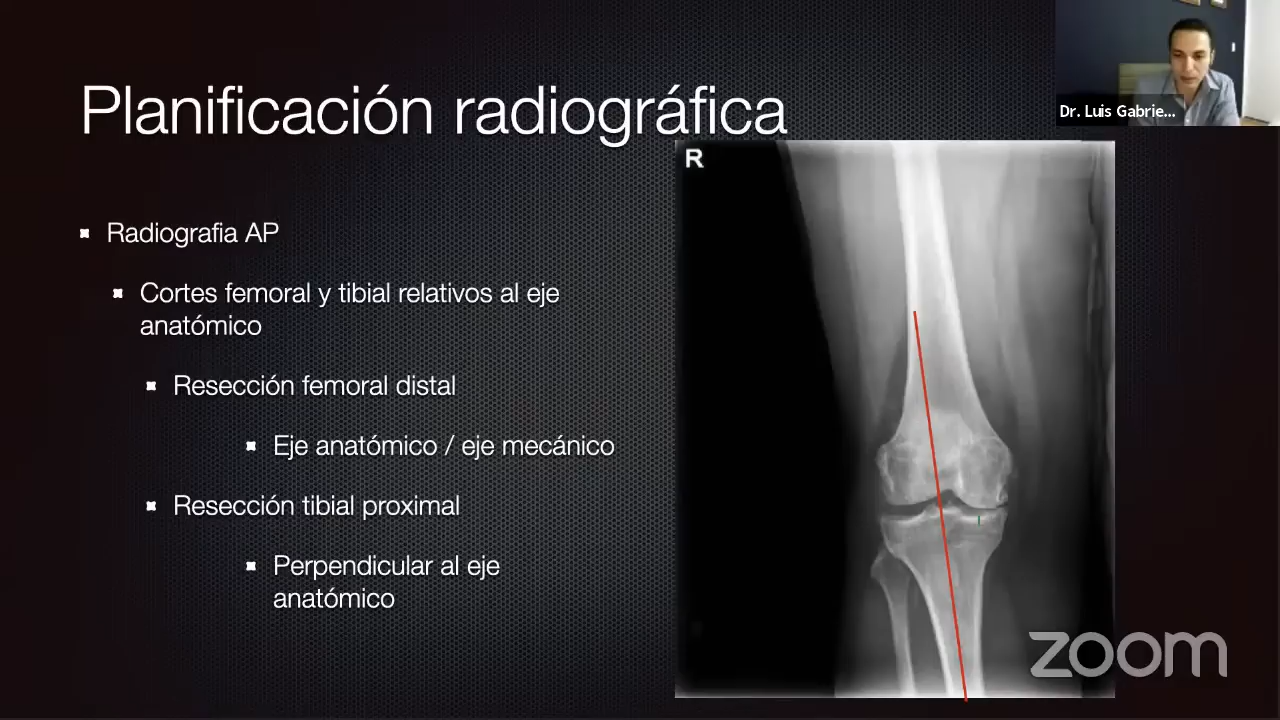 Planificación radiográfica
Dr. Luis Gabrie...
R
Radiografia AP
Cortes femoral y tibial relativos al eje
anatómico
Resección femoral distal
Eje anatómico / eje mecánico
Resección tibial proximal
Perpendicular al eje
anatómico
zoom